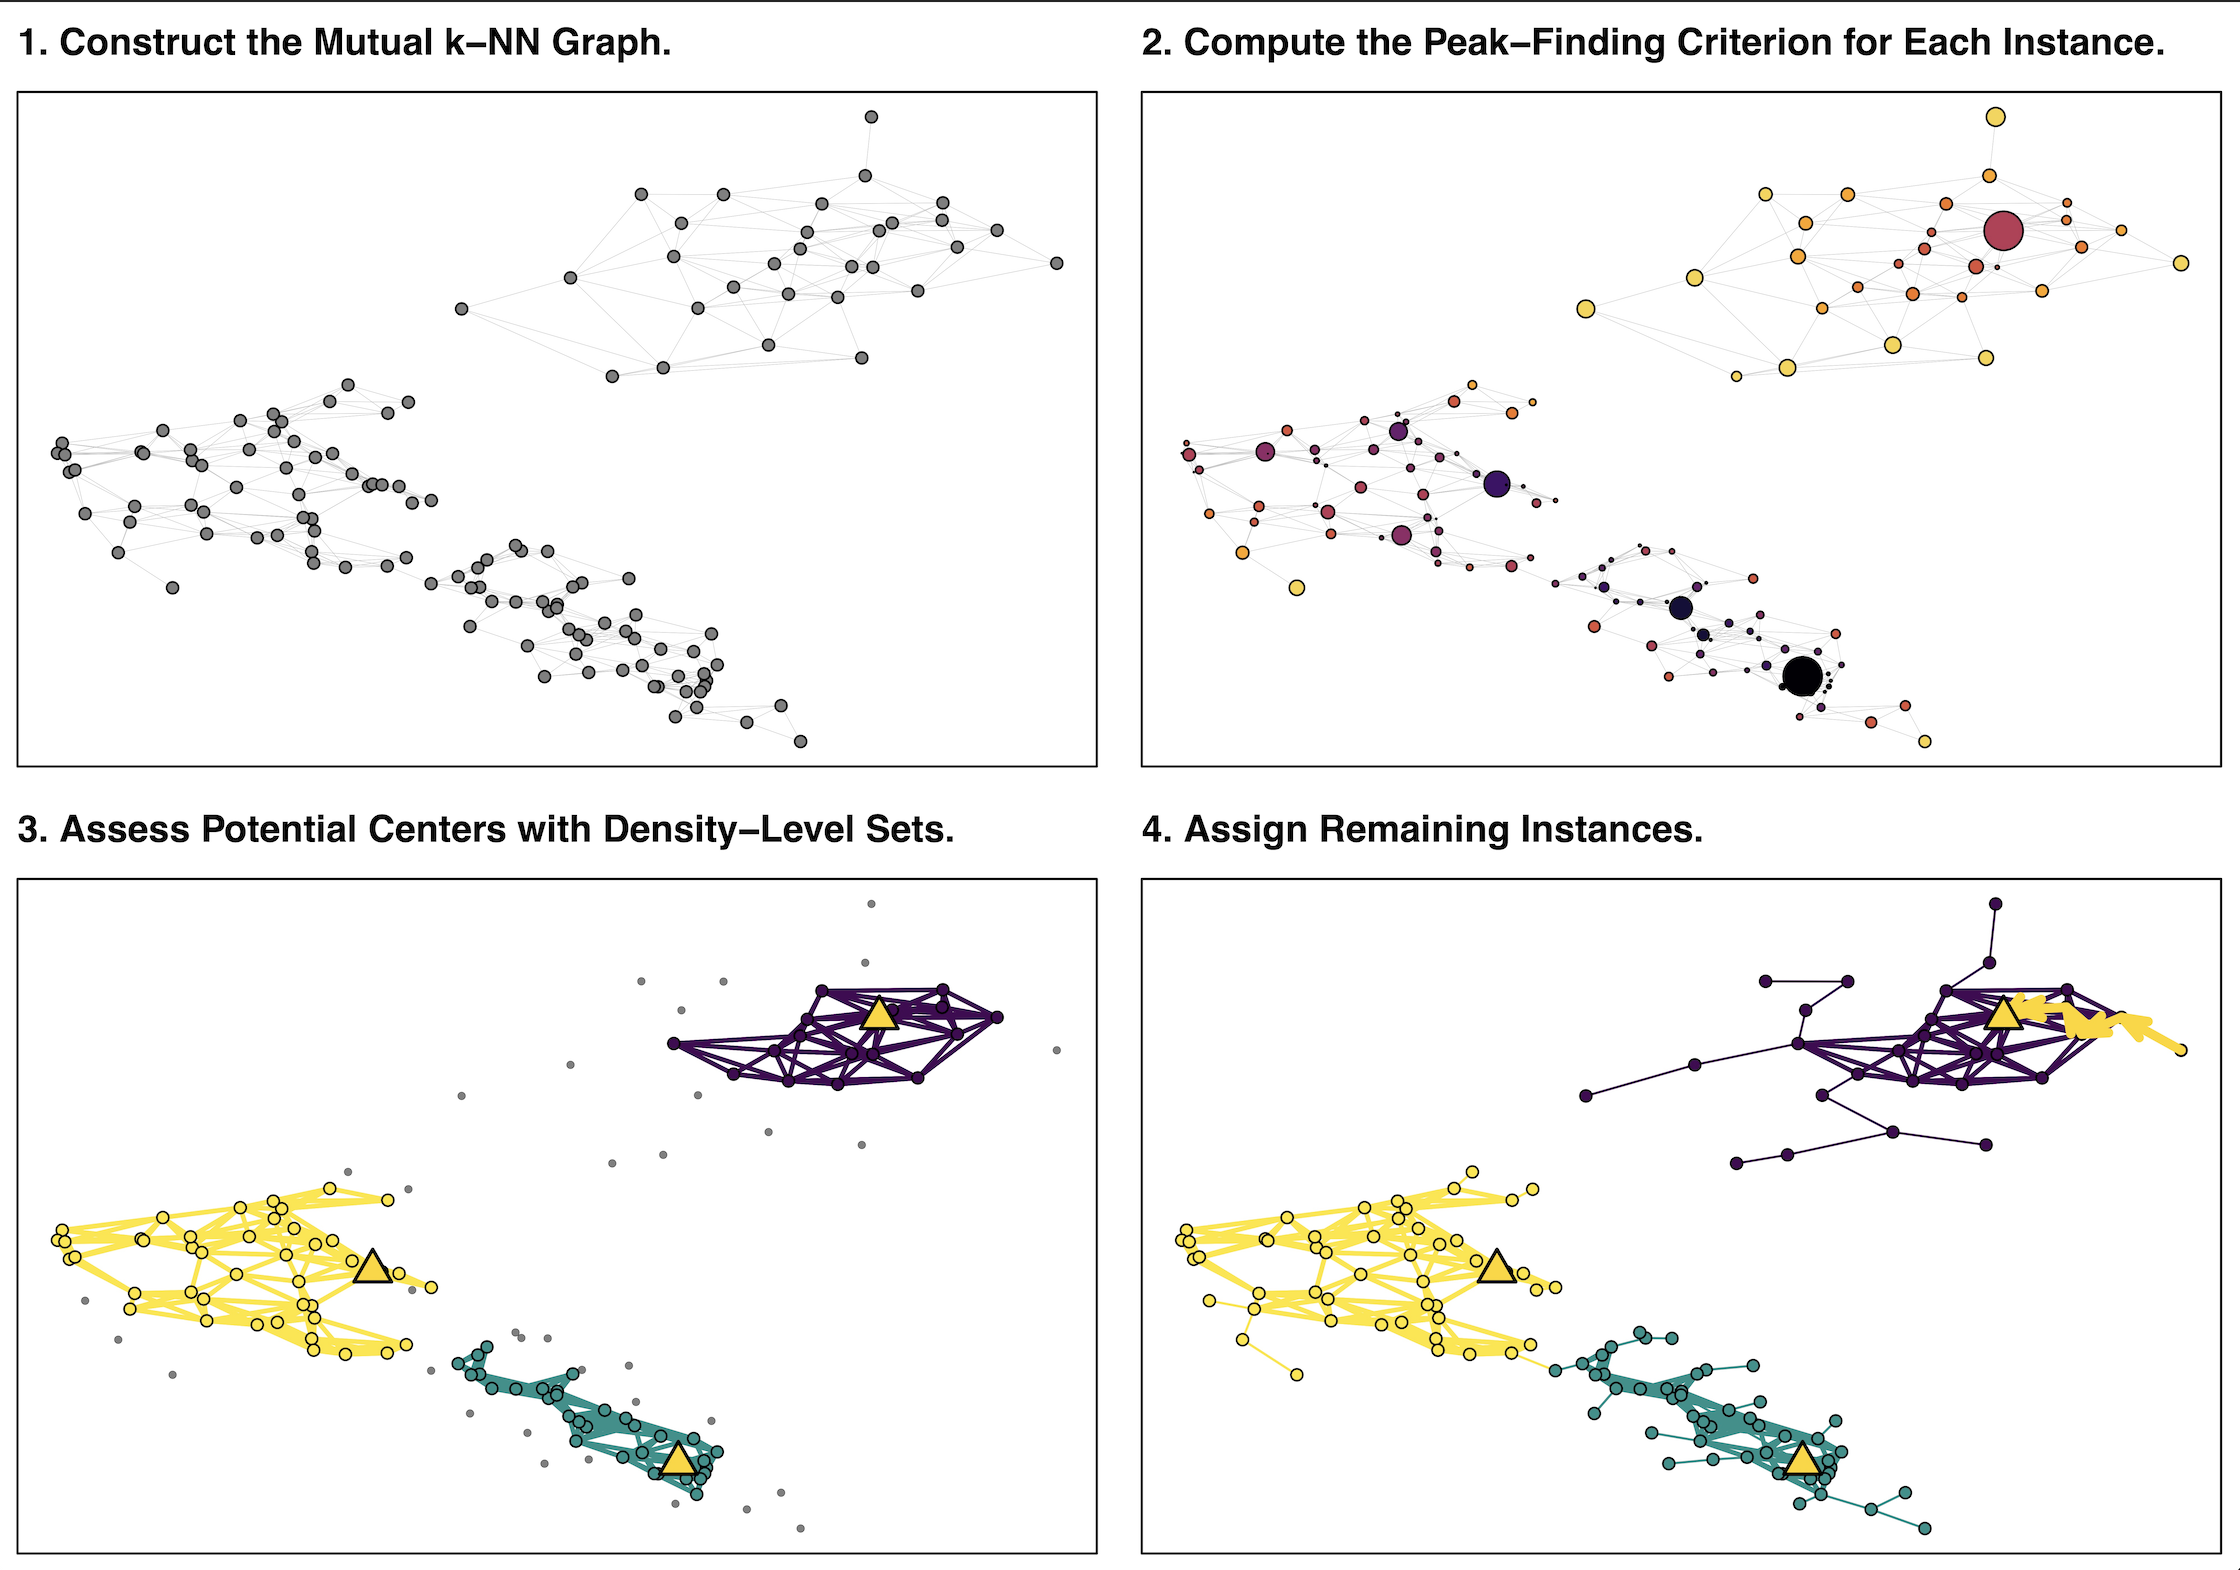 1. Construct the Mutual k−NN Graph.
2. Compute the Peak−Finding Criterion for Each Instance.
3. Assess Potential Centers with Density−Level Sets.
4. Assign Remaining Instances.